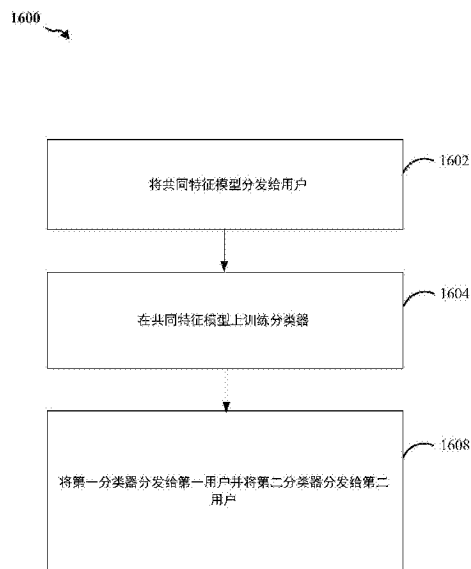 1600
1602
将共同特征模型分发给用户
1604
在共同特征模型上训练分类器
1608
将第一分类器分发给第一用户并将第二分类器分发给第二
用户